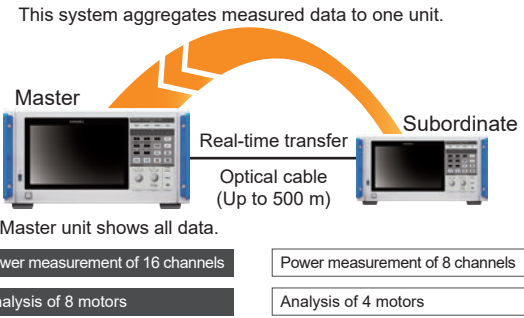 This system aggregates measured data to one unit.
Master
Subordinate
Real-time transfer
Optical cable
(Up to 500 m)
Master unit shows all data.
wer measurement of 16 channels
Power measurement of 8 channels
nalysis of 8 motors
Analysis of 4 motors